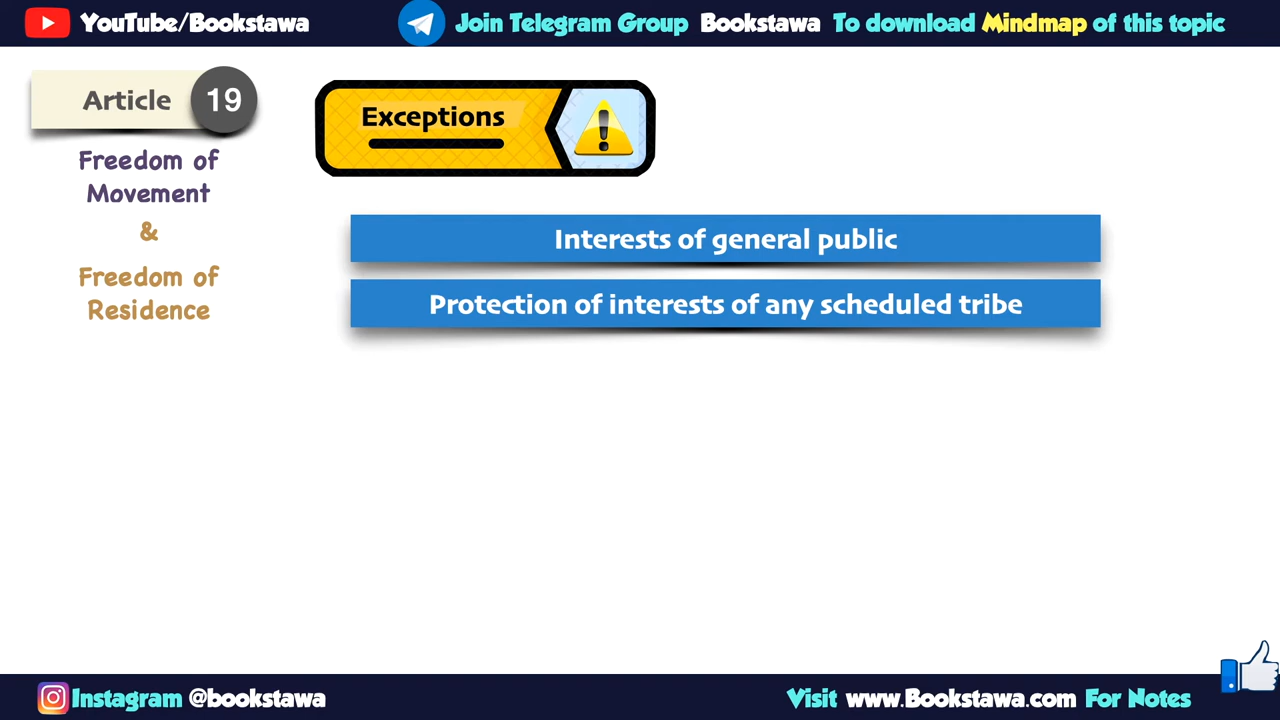 YouTube/Bookstawa
Join Telegram Group Bookstawa To download Mindmap of this topic
Article 19
Freedom of
Movement
&
Freedom of
Residence
Exceptions
Interests of general public
Protection of interests of any scheduled tribe
Instagram @bookstawa
Visit www.Bookstawa.com For Notes